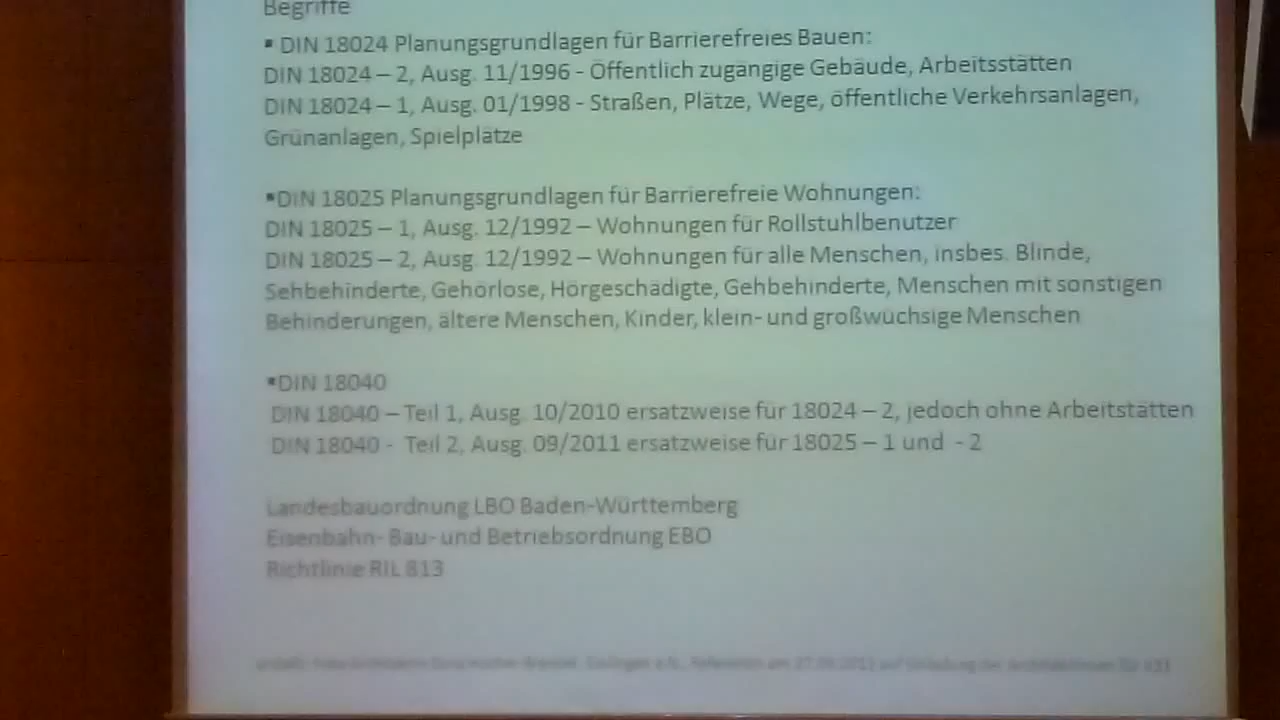 Begriffe
▪ DIN 18024 Planungsgrundlagen für Barrierefreies Bauen:
DIN 18024 – 2, Ausg. 11/1996 - Öffentlich zugängige Gebäude, Arbeitsstätten
DIN 18024 – 1, Ausg. 01/1998 - Straßen, Plätze, Wege, öffentliche Verkehrsanlagen,
Grünanlagen, Spielplätze
▪DIN 18025 Planungsgrundlagen für Barrierefreie Wohnungen:
DIN 18025 – 1, Ausg. 12/1992 – Wohnungen für Rollstuhlbenutzer
DIN 18025 – 2, Ausg. 12/1992 – Wohnungen für alle Menschen, insbes. Blinde,
Sehbehinderte, Gehörlose, Hörgeschädigte, Gehbehinderte, Menschen mit sonstigen
Behinderungen, ältere Menschen, Kinder, klein- und großwüchsige Menschen
▪DIN 18040
DIN 18040 – Teil 1, Ausg. 10/2010 ersatzweise für 18024 – 2, jedoch ohne Arbeitstätten
DIN 18040 - Teil 2, Ausg. 09/2011 ersatzweise für 18025 – 1 und - 2
Landesbauordnung LBO Baden-Württemberg
Eisenbahn- Bau- und Betriebsordnung EBO
Richtlinie RIL 813